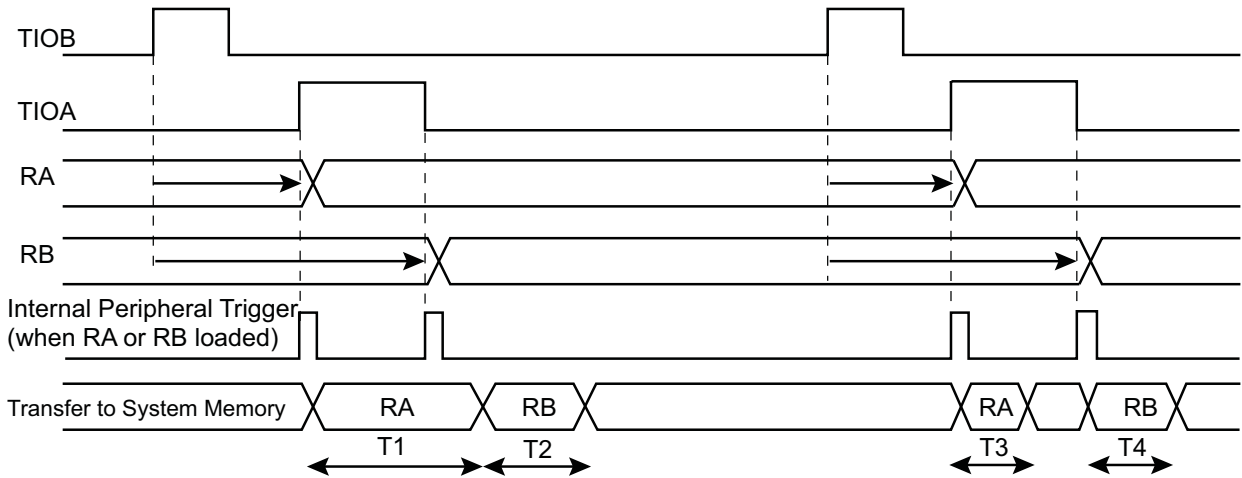 TIOB
TIOA
RA
RB
Internal Peripheral Trigger
(when RA or RB loaded)
Transfer to System Memory
RA
RB
RA
RB
T1
T2
T3
T4